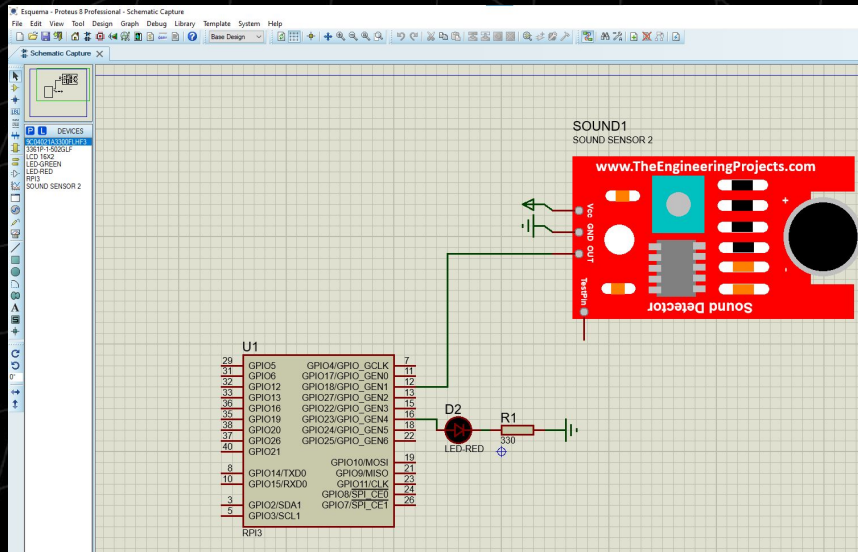 Esquema - Proteus 8 Professional - Schematic Capture
File Edit View Tool Design Graph Debug Library Template System Help
Base Design
Schematic Capture
P L DEVICES
9C04021A3300FLHF3
3361P-1-502GLF
LCD 16X2
LED-GREEN
LED-RED
RPI3
SOUND SENSOR 2
LBL
A
0°
SOUND1
SOUND SENSOR 2
www.TheEngineeringProjects.com
Vcc
GND
OUT
TestPin
+
-
Sound Detector
U1
29 GPIO5
31 GPIO6
32 GPIO12
33 GPIO13
36 GPIO16
35 GPIO19
38 GPIO20
37 GPIO26
40 GPIO21
8 GPIO14/TXD0
10 GPIO15/RXD0
3 GPIO2/SDA1
5 GPIO3/SCL1
GPIO4/GPIO_GCLK 7
GPIO17/GPIO_GEN0 11
GPIO18/GPIO_GEN1 12
GPIO27/GPIO_GEN2 13
GPIO22/GPIO_GEN3 15
GPIO23/GPIO_GEN4 16
GPIO24/GPIO_GEN5 18
GPIO25/GPIO_GEN6 22
GPIO10/MOSI 19
GPIO9/MISO 21
GPIO11/CLK 23
GPIO8/SPI_CE0 24
GPIO7/SPI_CE1 26
RPI3
D2
LED-RED
R1
330